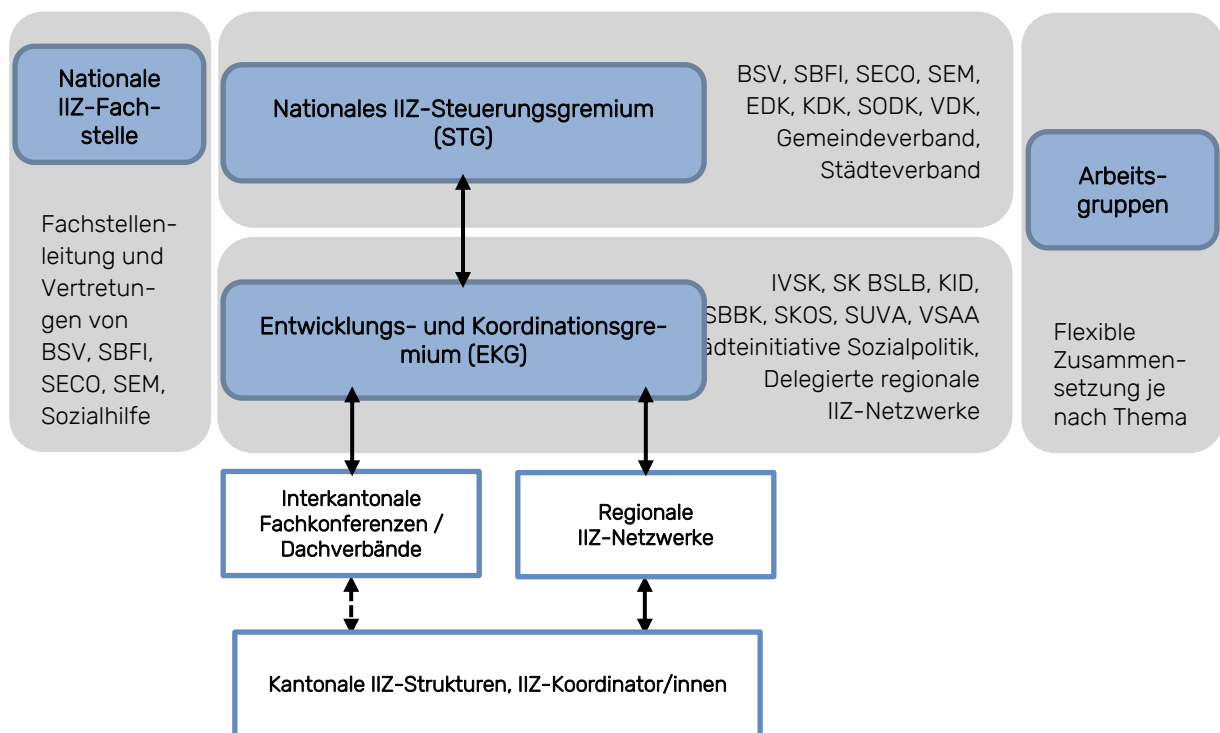 Nationale
IIZ-Fach-
stelle
Fachstellen-
leitung und
Vertretun-
gen von
BSV, SBFI,
SECO, SEM,
Sozialhilfe
Nationales IIZ-Steuerungsgremium
(STG)
BSV, SBFI, SECO, SEM,
EDK, KDK, SODK, VDK,
Gemeindeverband,
Städteverband
Entwicklungs- und Koordinationsgre-
mium (EKG)
IVSK, SK BSLB, KID,
SBBK, SKOS, SUVA, VSAA
ädteinitiative Sozialpolitik,
Delegierte regionale
IIZ-Netzwerke
Arbeits-
gruppen
Flexible
Zusammen-
setzung je
nach Thema
Interkantonale
Fachkonferenzen /
Dachverbände
Regionale
IIZ-Netzwerke
Kantonale IIZ-Strukturen, IIZ-Koordinator/innen